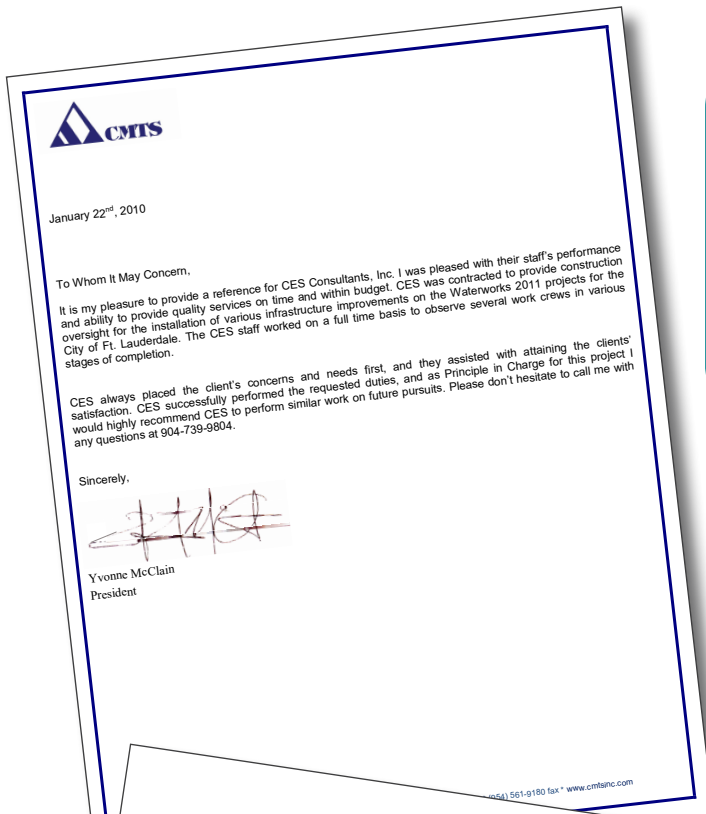 CMTS
January 22nd, 2010
To Whom It May Concern,
It is my pleasure to provide a reference for CES Consultants, Inc. I was pleased with their staff's performance
and ability to provide quality services on time and within budget. CES was contracted to provide construction
oversight for the installation of various infrastructure improvements on the Waterworks 2011 projects for the
City of Ft. Lauderdale. The CES staff worked on a full time basis to observe several work crews in various
stages of completion.
CES always placed the client's concerns and needs first, and they assisted with attaining the clients'
satisfaction. CES successfully performed the requested duties, and as Principle in Charge for this project I
would highly recommend CES to perform similar work on future pursuits. Please don't hesitate to call me with
any questions at 904-739-9804.
Sincerely,
Yvonne McClain
President
(954) 561-9180 fax * www.cmtsinc.com